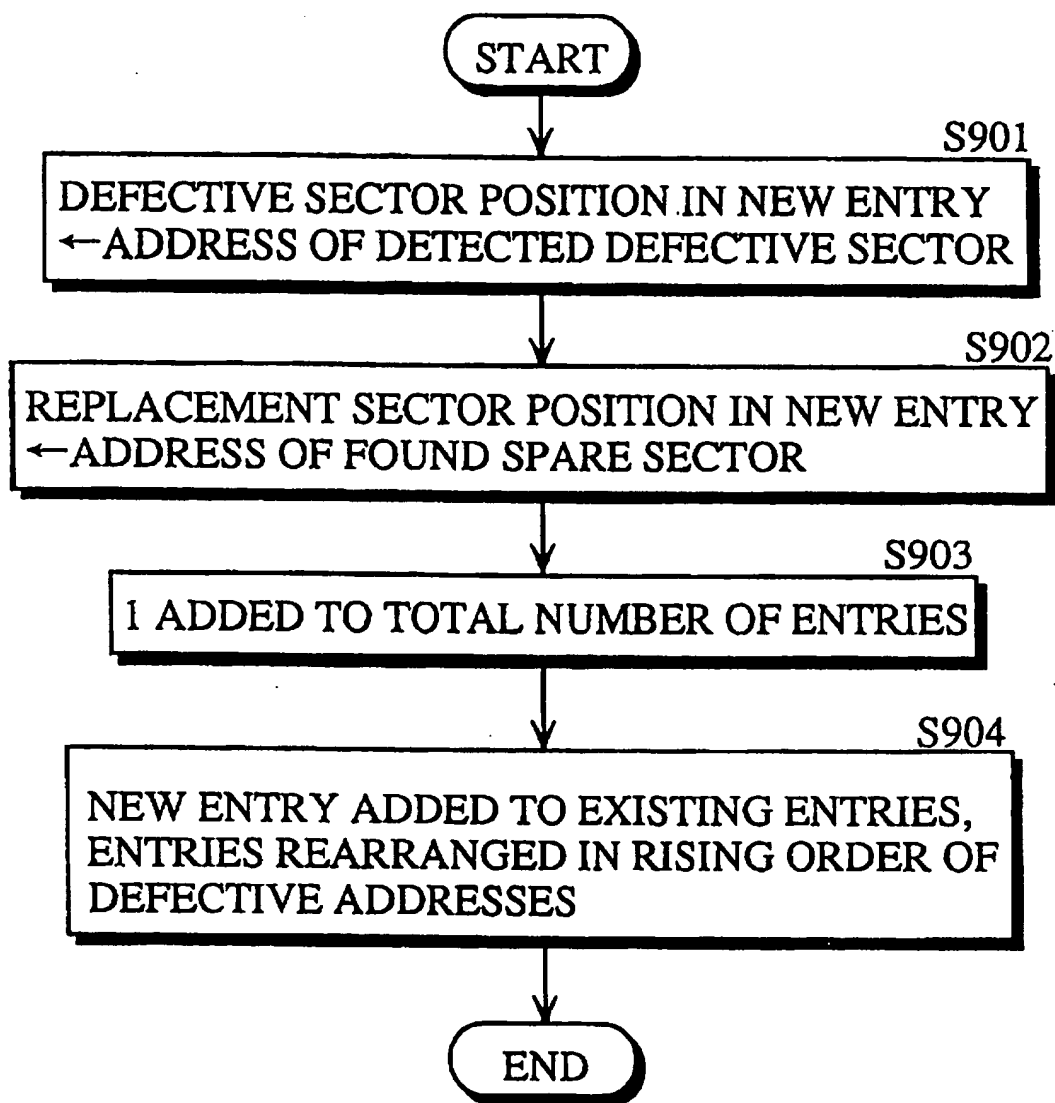 START
S901
DEFECTIVE SECTOR POSITION IN NEW ENTRY
←ADDRESS OF DETECTED DEFECTIVE SECTOR
S902
REPLACEMENT SECTOR POSITION IN NEW ENTRY
←ADDRESS OF FOUND SPARE SECTOR
S903
1 ADDED TO TOTAL NUMBER OF ENTRIES
S904
NEW ENTRY ADDED TO EXISTING ENTRIES,
ENTRIES REARRANGED IN RISING ORDER OF
DEFECTIVE ADDRESSES
END